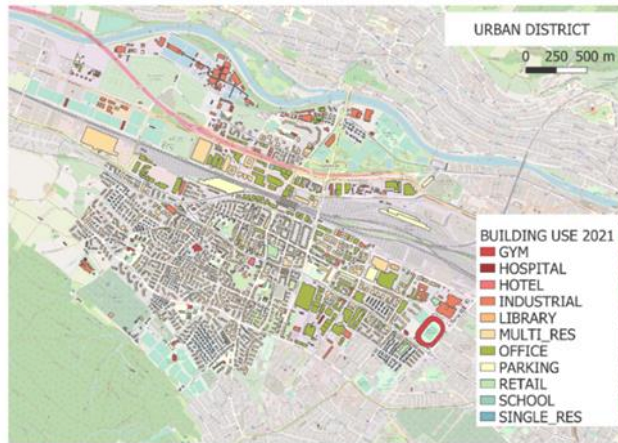 URBAN DISTRICT
0 250 500 m
BUILDING USE 2021
GYM
HOSPITAL
HOTEL
INDUSTRIAL
LIBRARY
MULTI_RES
OFFICE
PARKING
RETAIL
SCHOOL
SINGLE_RES